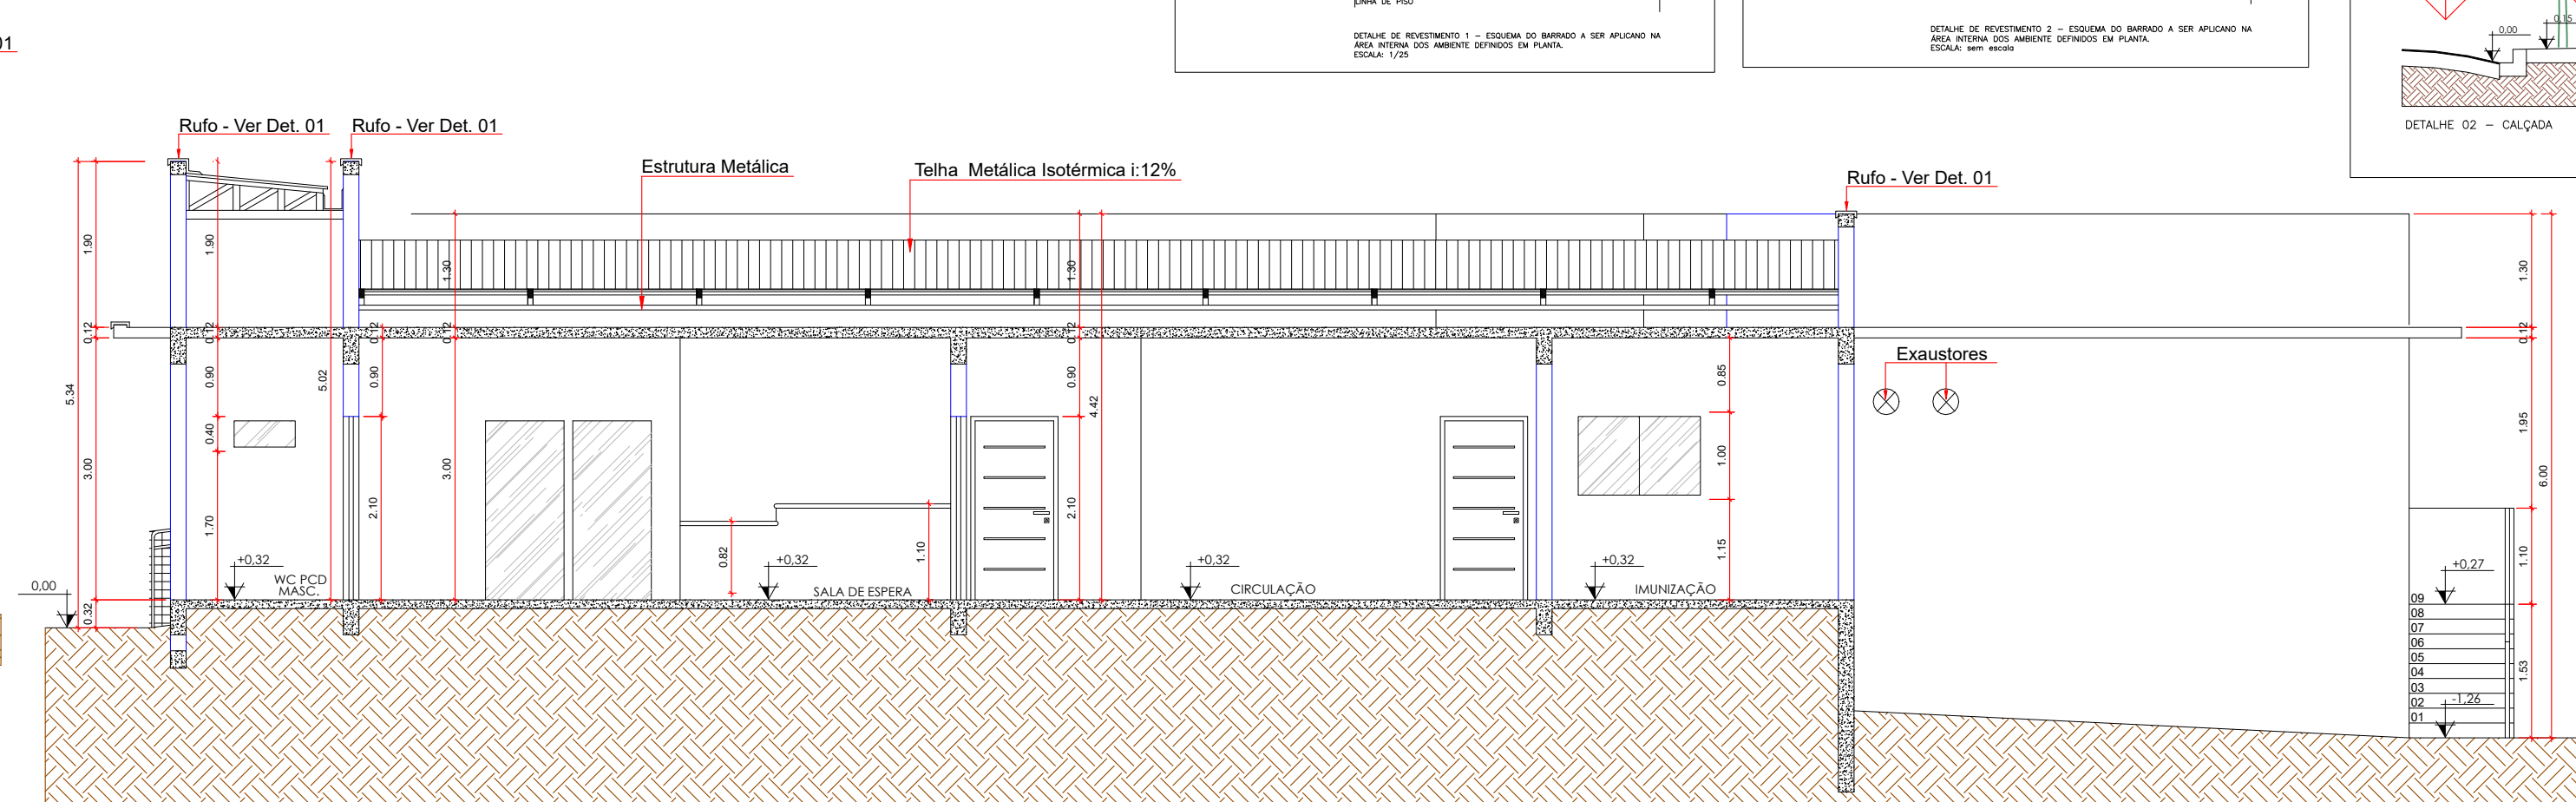 01
LINHA DE PISO
DETALHE DE REVESTIMENTO 1 – ESQUEMA DO BARRADO A SER APLICANO NA
ÁREA INTERNA DOS AMBIENTE DEFINIDOS EM PLANTA.
ESCALA: 1/25
DETALHE DE REVESTIMENTO 2 – ESQUEMA DO BARRADO A SER APLICANO NA
ÁREA INTERNA DOS AMBIENTE DEFINIDOS EM PLANTA.
ESCALA: sem escala
0,00
0,15
DETALHE 02 – CALÇADA
Rufo - Ver Det. 01
Rufo - Ver Det. 01
Estrutura Metálica
Telha Metálica Isotérmica i:12%
Rufo - Ver Det. 01
Exaustores
5.34
1.90
0.12
3.00
0.32
0,00
1.90
0.12
0.90
0.40
1.70
+0,32
WC PCD
MASC.
5.02
0.12
0.90
2.10
1.30
0.12
3.00
0.82
+0,32
SALA DE ESPERA
1.10
1.30
0.12
0.90
2.10
4.42
+0,32
CIRCULAÇÃO
+0,32
IMUNIZAÇÃO
0.85
1.00
1.15
1.30
0.12
1.95
1.10
1.53
6.00
+0,27
09
08
07
06
05
04
03
02
01
-1,26